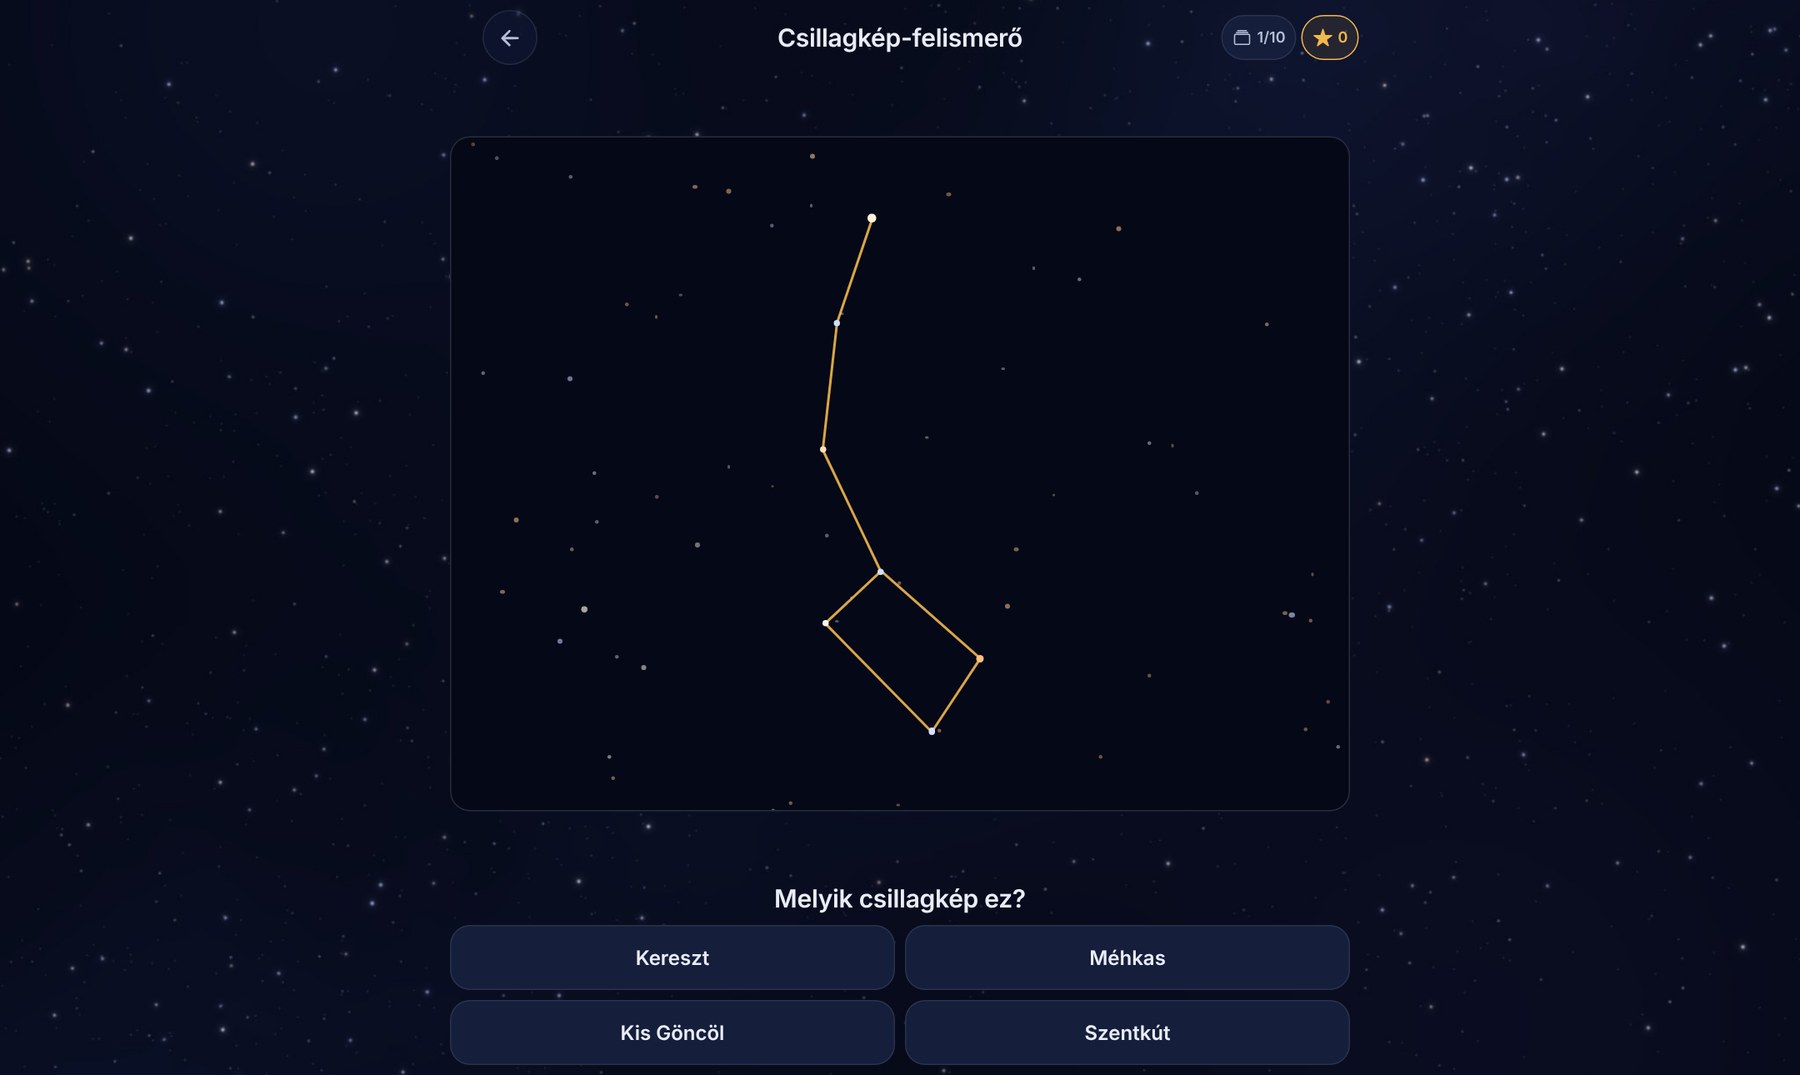 Csillagkép-felismerő
1/10
0
Melyik csillagkép ez?
Kereszt
Méhkas
Kis Göncöl
Szentkút